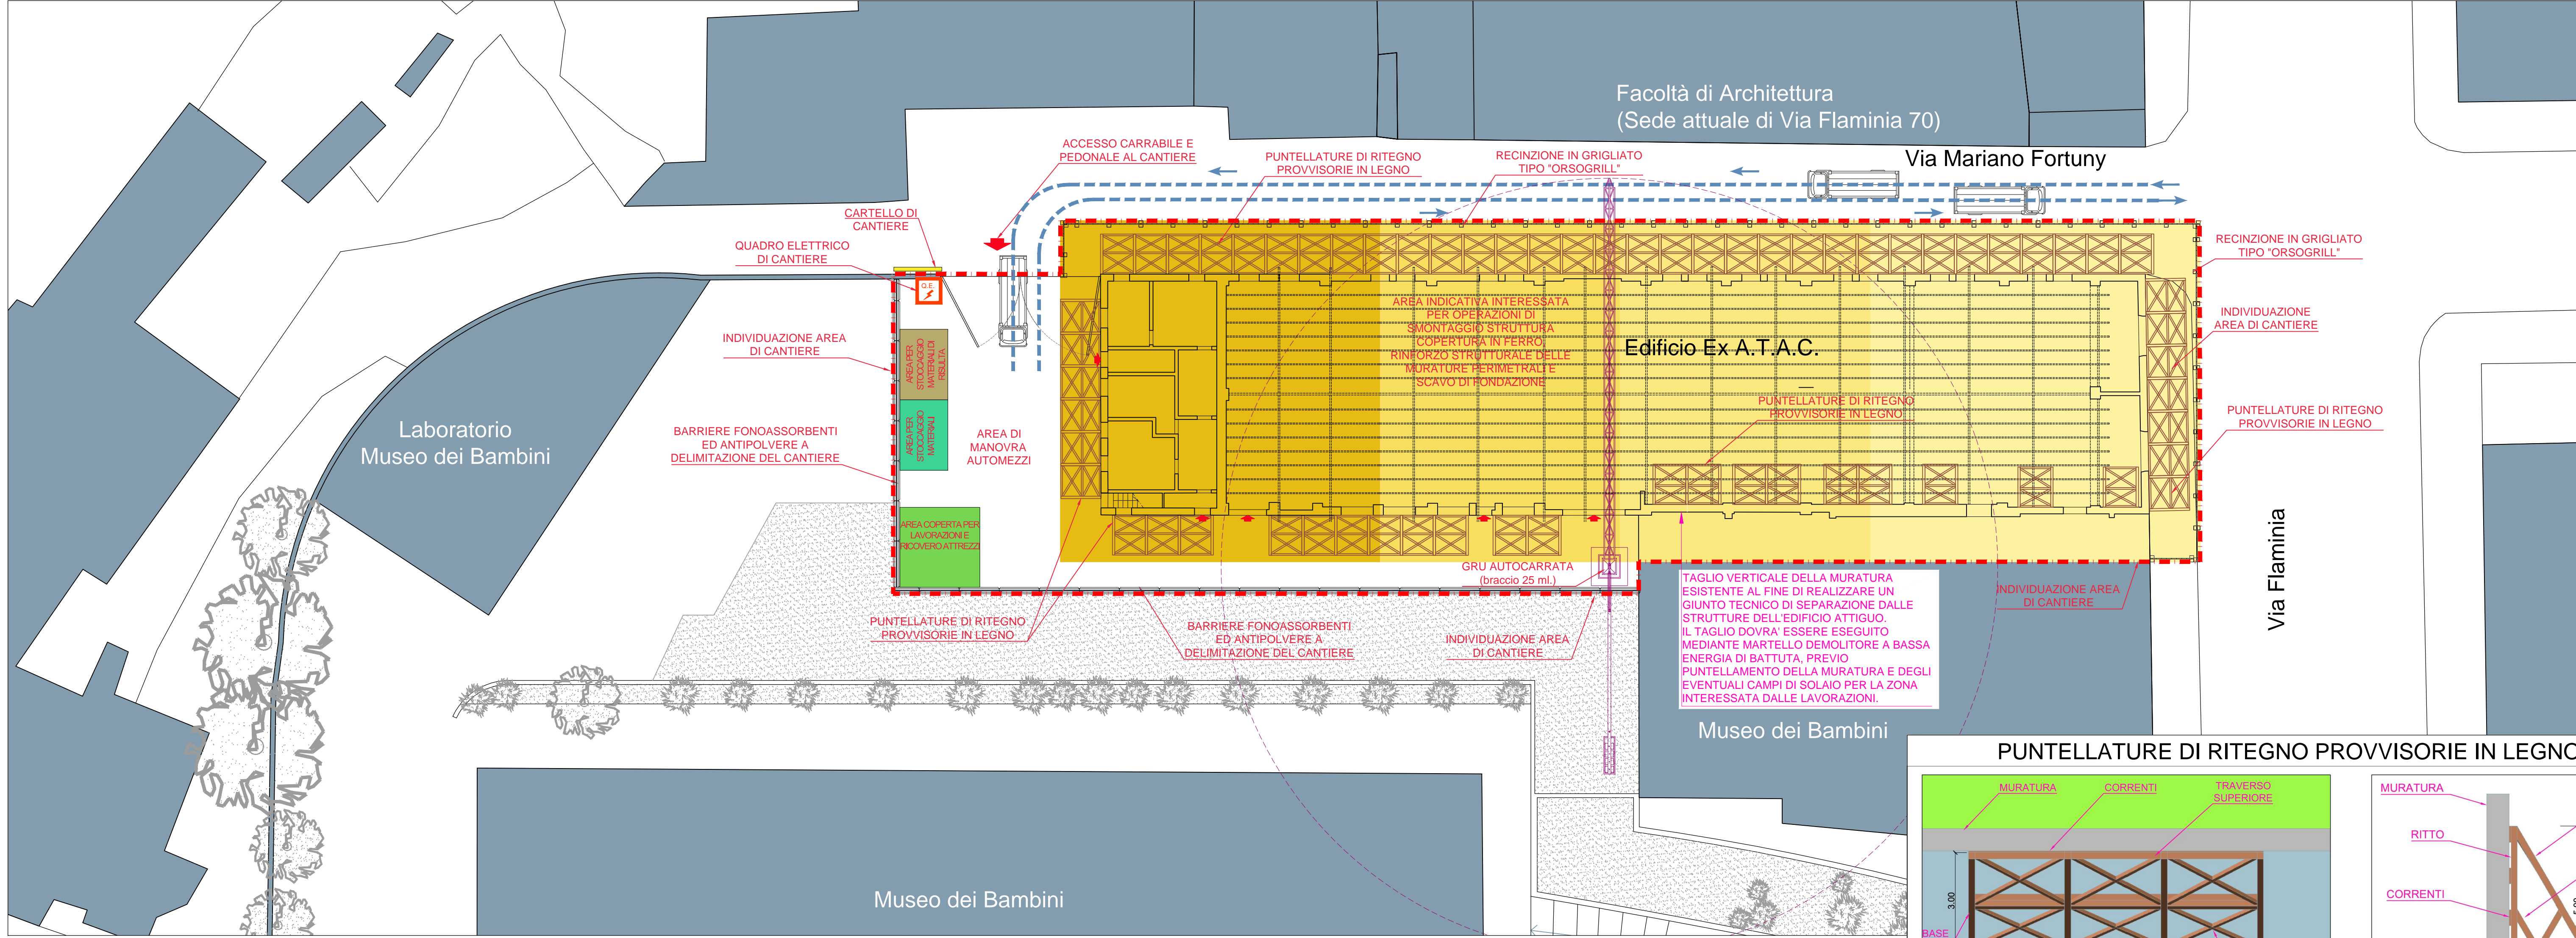 Facoltà di Architettura
(Sede attuale di Via Flaminia 70)
Via Mariano Fortuny
ACCESSO CARRABILE E
PEDONALE AL CANTIERE
PUNTELLATURE DI RITEGNO
PROVVISORIE IN LEGNO
RECINZIONE IN GRIGLIATO
TIPO "ORSOGRILL"
CARTELLO DI
CANTIERE
QUADRO ELETTRICO
DI CANTIERE
Q.E.
RECINZIONE IN GRIGLIATO
TIPO "ORSOGRILL"
INDIVIDUAZIONE AREA
DI CANTIERE
AREA PER
STOCCAGGIO
MATERIALI DI
RISULTA
AREA PER
STOCCAGGIO
MATERIALI
AREA INDICATIVA INTERESSATA
PER OPERAZIONI DI
SMONTAGGIO STRUTTURA
COPERTURA IN FERRO,
RINFORZO STRUTTURALE DELLE
MURATURE PERIMETRALI E
SCAVO DI FONDAZIONE
Edificio Ex A.T.A.C.
INDIVIDUAZIONE
AREA DI CANTIERE
PUNTELLATURE DI RITEGNO
PROVVISORIE IN LEGNO
PUNTELLATURE DI RITEGNO
PROVVISORIE IN LEGNO
Laboratorio
Museo dei Bambini
BARRIERE FONOASSORBENTI
ED ANTIPOLVERE A
DELIMITAZIONE DEL CANTIERE
AREA DI
MANOVRA
AUTOMEZZI
AREA COPERTA PER
LAVORAZIONI E
RICOVERO ATTREZZI
GRU AUTOCARRATA
(braccio 25 ml.)
TAGLIO VERTICALE DELLA MURATURA
ESISTENTE AL FINE DI REALIZZARE UN
GIUNTO TECNICO DI SEPARAZIONE DALLE
STRUTTURE DELL'EDIFICIO ATTIGUO.
IL TAGLIO DOVRA' ESSERE ESEGUITO
MEDIANTE MARTELLO DEMOLITORE A BASSA
ENERGIA DI BATTUTA, PREVIO
PUNTELLAMENTO DELLA MURATURA E DEGLI
EVENTUALI CAMPI DI SOLAIO PER LA ZONA
INTERESSATA DALLE LAVORAZIONI.
INDIVIDUAZIONE AREA
DI CANTIERE
Via Flaminia
PUNTELLATURE DI RITEGNO
PROVVISORIE IN LEGNO
BARRIERE FONOASSORBENTI
ED ANTIPOLVERE A
DELIMITAZIONE DEL CANTIERE
INDIVIDUAZIONE AREA
DI CANTIERE
Museo dei Bambini
Museo dei Bambini
PUNTELLATURE DI RITEGNO PROVVISORIE IN LEGNO
MURATURA
CORRENTI
TRAVERSO
SUPERIORE
3.00
BASE
MURATURA
RITTO
CORRENTI